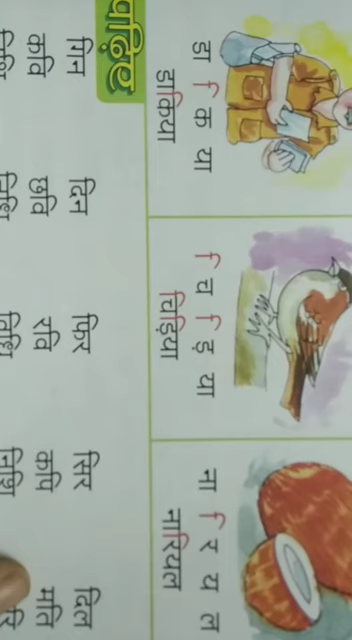 डा ि क या    ि च ि ड़ या    ना ि र य ल
डाकिया    चिड़िया    नारियल
पढ़िए
गिन    दिन    फिर    सिर    दिल
कवि    छवि    रवि    कपि    मति
निधि    विधि